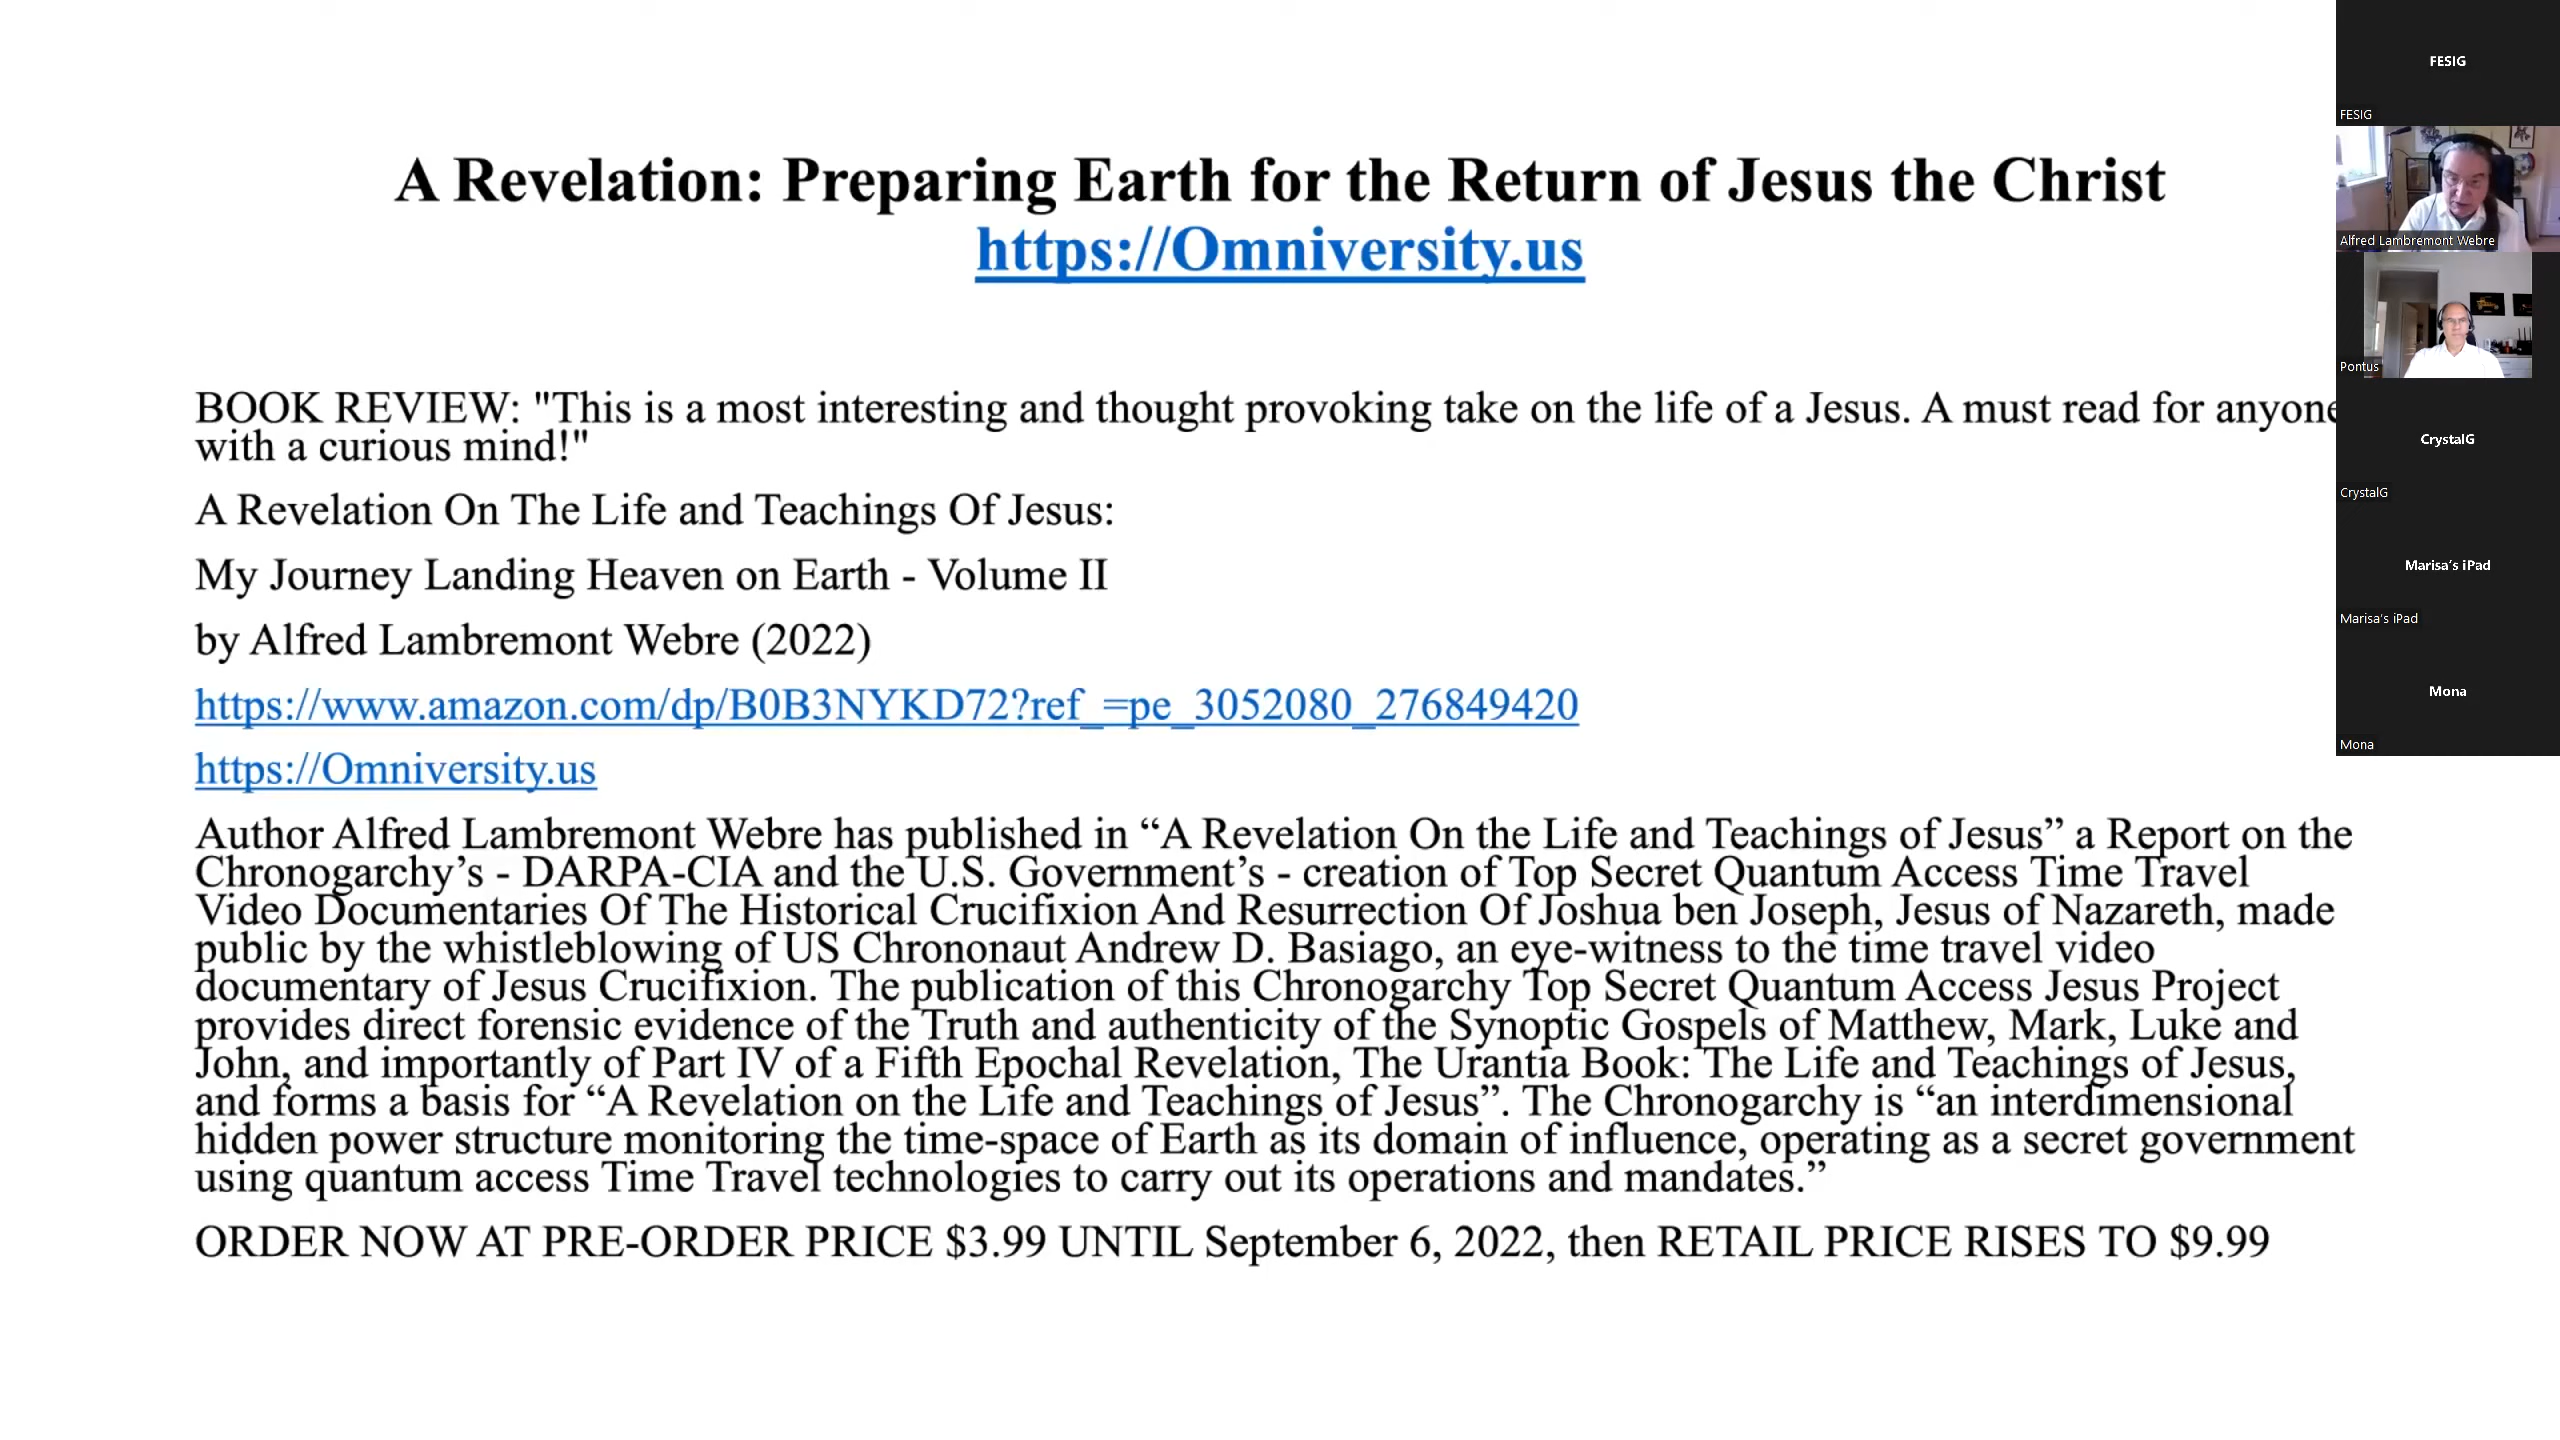 A Revelation: Preparing Earth for the Return of Jesus the Christ
https://Omniversity.us
BOOK REVIEW: "This is a most interesting and thought provoking take on the life of a Jesus. A must read for anyone
with a curious mind!"
A Revelation On The Life and Teachings Of Jesus:
My Journey Landing Heaven on Earth - Volume II
by Alfred Lambremont Webre (2022)
https://www.amazon.com/dp/B0B3NYKD72?ref_=pe_3052080_276849420
https://Omniversity.us
Author Alfred Lambremont Webre has published in “A Revelation On the Life and Teachings of Jesus” a Report on the
Chronogarchy’s - DARPA-CIA and the U.S. Government’s - creation of Top Secret Quantum Access Time Travel
Video Documentaries Of The Historical Crucifixion And Resurrection Of Joshua ben Joseph, Jesus of Nazareth, made
public by the whistleblowing of US Chrononaut Andrew D. Basiago, an eye-witness to the time travel video
documentary of Jesus Crucifixion. The publication of this Chronogarchy Top Secret Quantum Access Jesus Project
provides direct forensic evidence of the Truth and authenticity of the Synoptic Gospels of Matthew, Mark, Luke and
John, and importantly of Part IV of a Fifth Epochal Revelation, The Urantia Book: The Life and Teachings of Jesus,
and forms a basis for “A Revelation on the Life and Teachings of Jesus”. The Chronogarchy is “an interdimensional
hidden power structure monitoring the time-space of Earth as its domain of influence, operating as a secret government
using quantum access Time Travel technologies to carry out its operations and mandates.”
ORDER NOW AT PRE-ORDER PRICE $3.99 UNTIL September 6, 2022, then RETAIL PRICE RISES TO $9.99
FESIG
FESIG
Alfred Lambremont Webre
Pontus
CrystalG
CrystalG
Marisa's iPad
Marisa's iPad
Mona
Mona